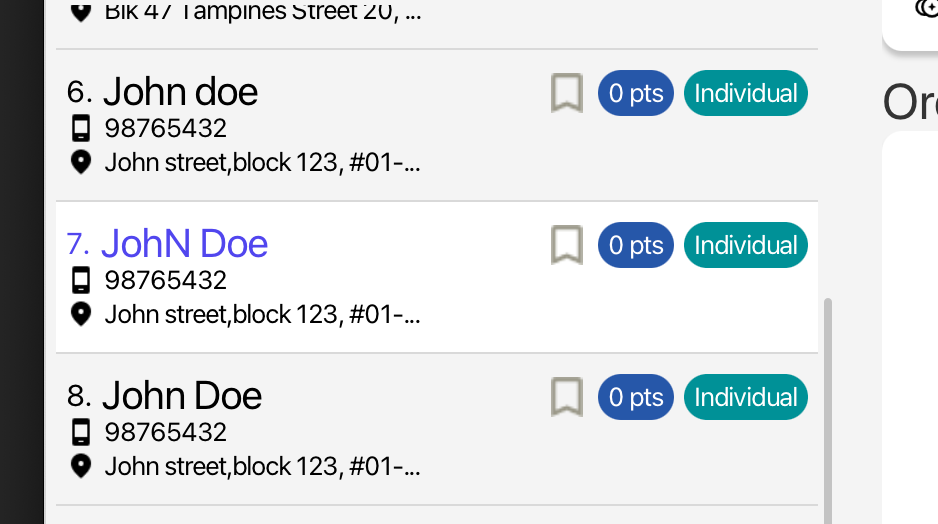 Blk 47 Tampines Street 20, ...
6. John doe
0 pts
Individual
98765432
John street,block 123, #01-...
7. JohN Doe
0 pts
Individual
98765432
John street,block 123, #01-...
8. John Doe
0 pts
Individual
98765432
John street,block 123, #01-...